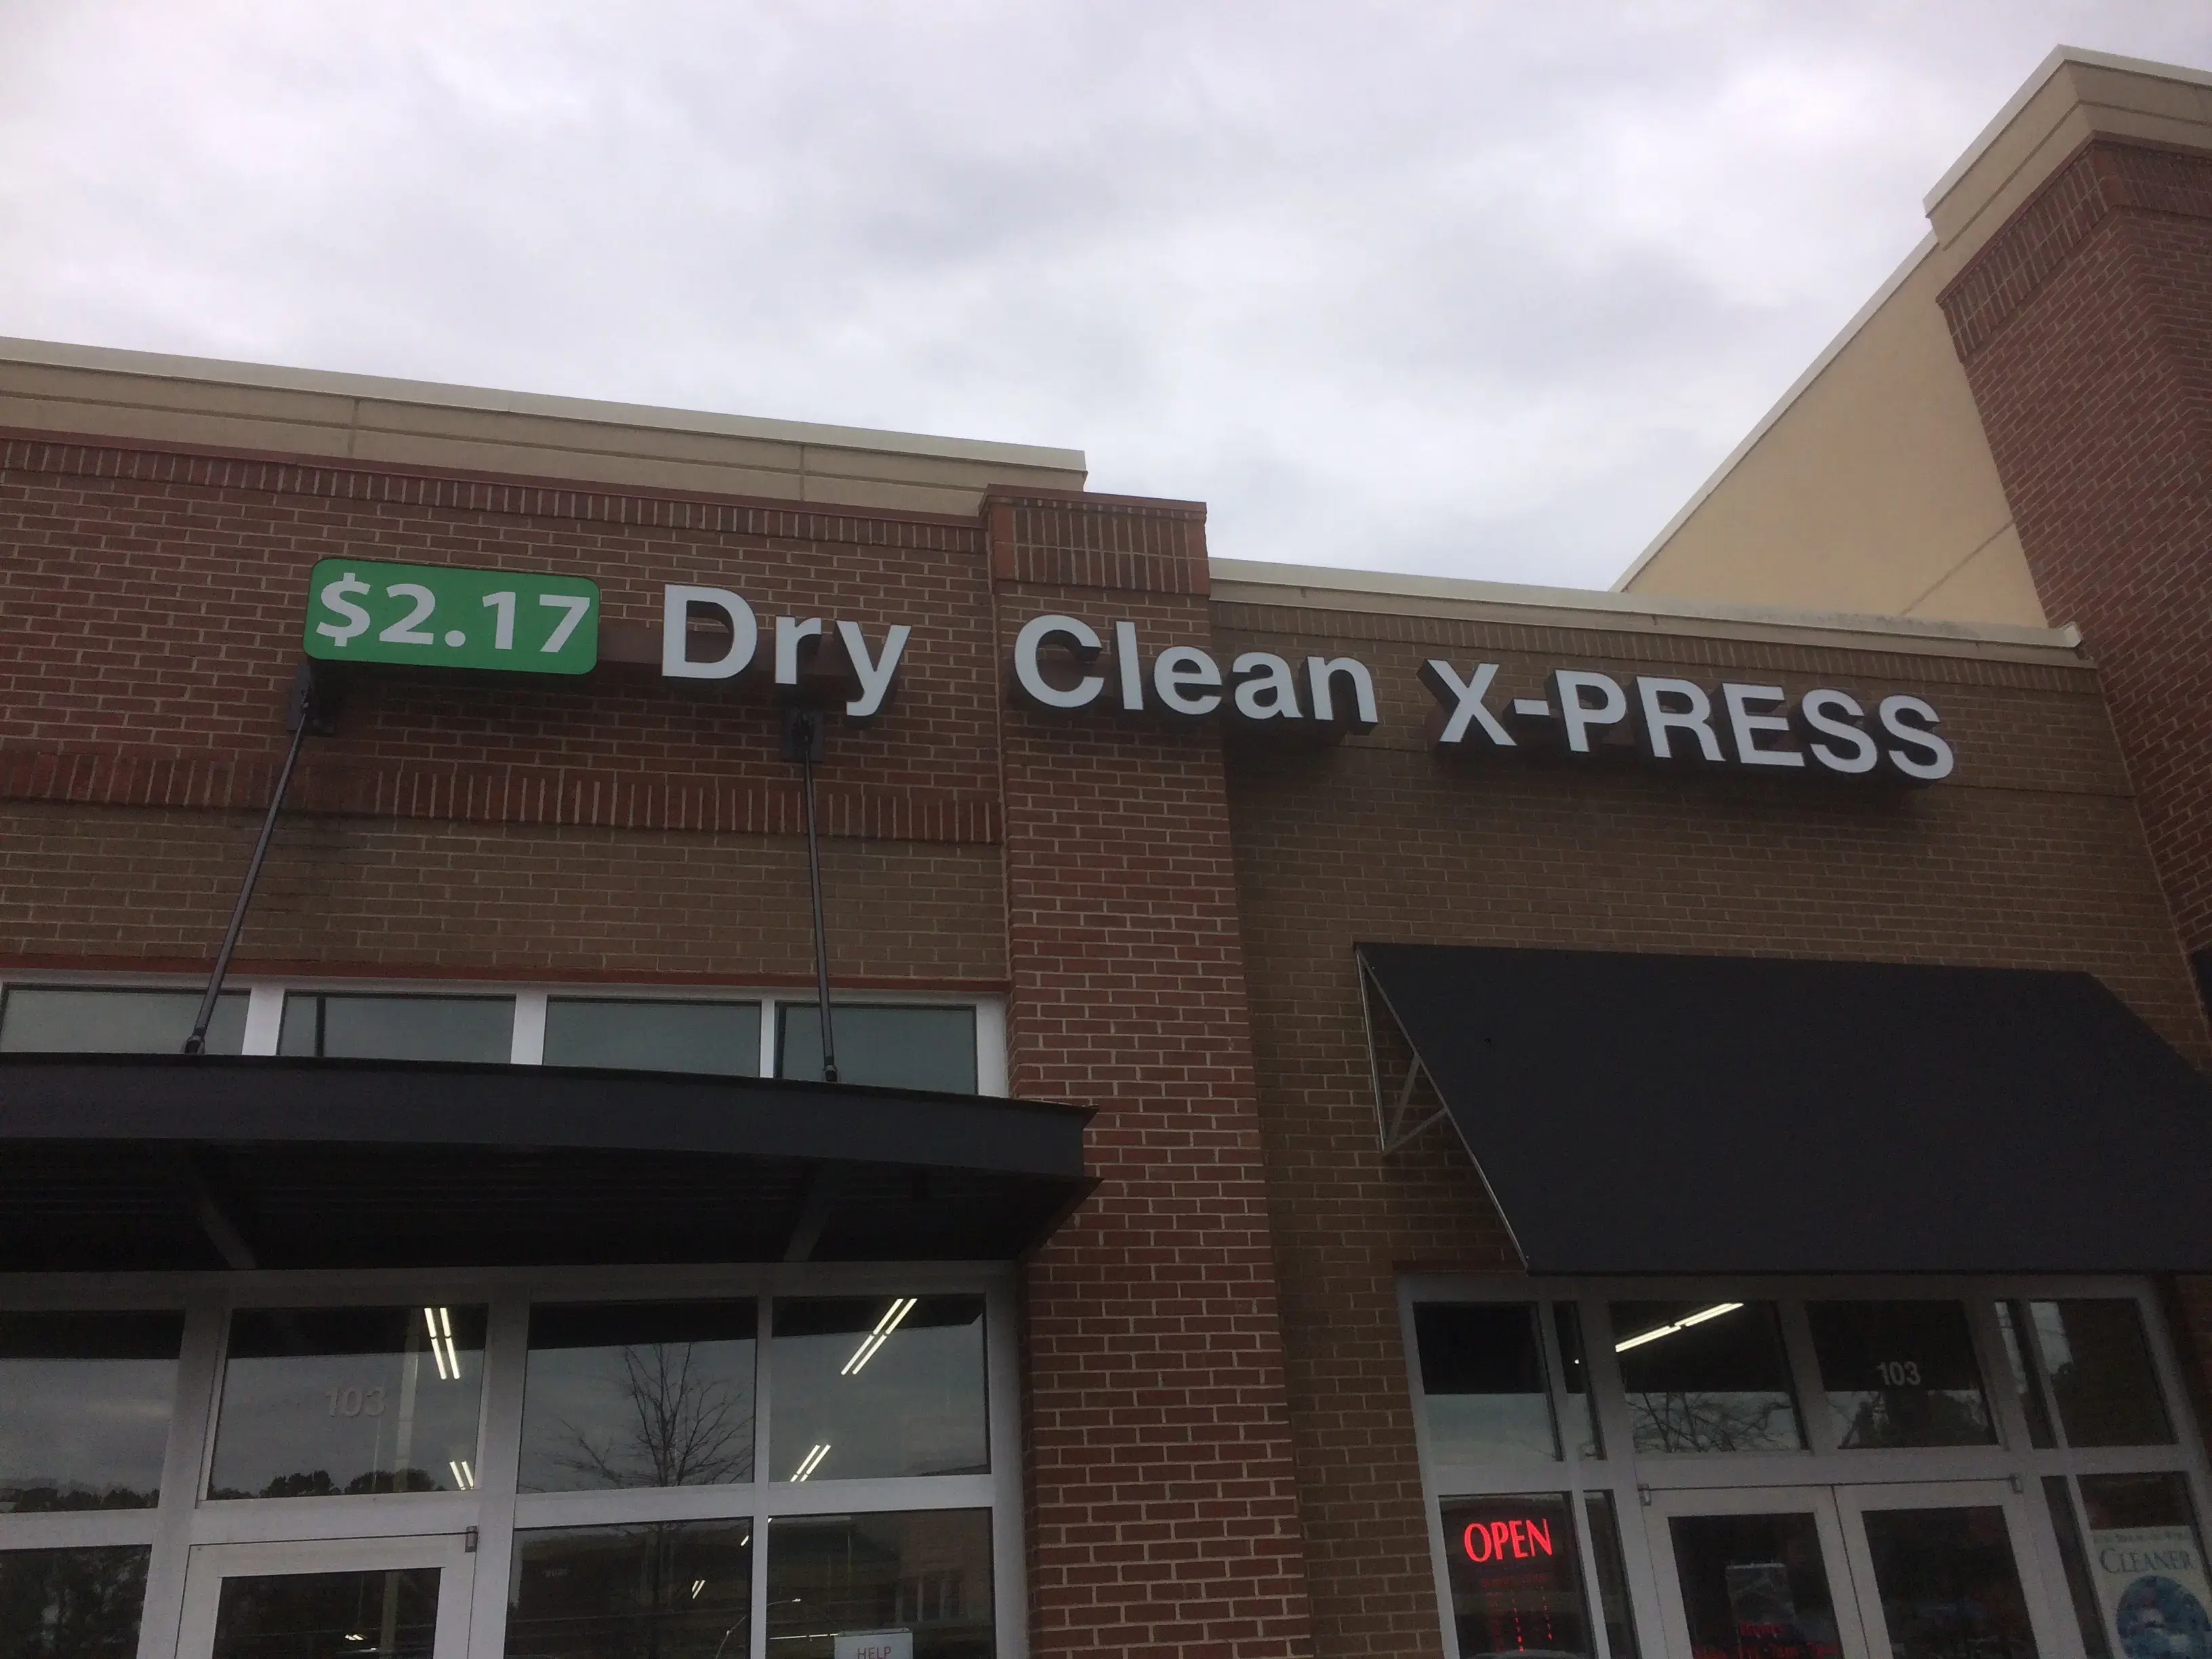 $2.17 Dry Clean X-PRESS
103
103
OPEN
CLEANER
HELP